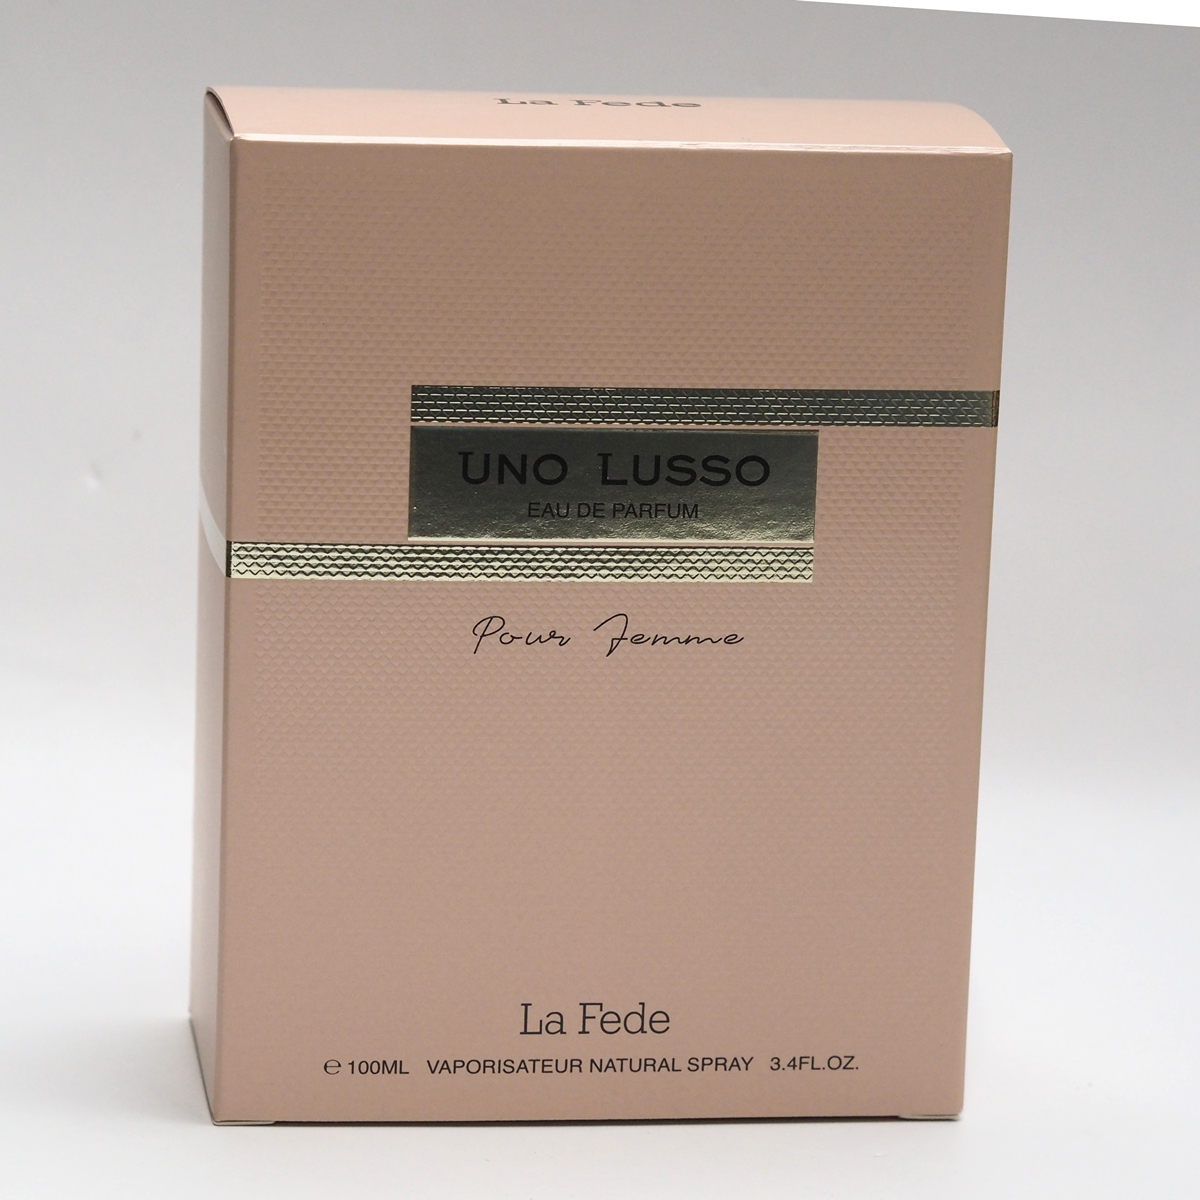 La Fede
UNO LUSSO
EAU DE PARFUM
Pour Femme
La Fede
℮ 100ML VAPORISATEUR NATURAL SPRAY 3.4FL.OZ.